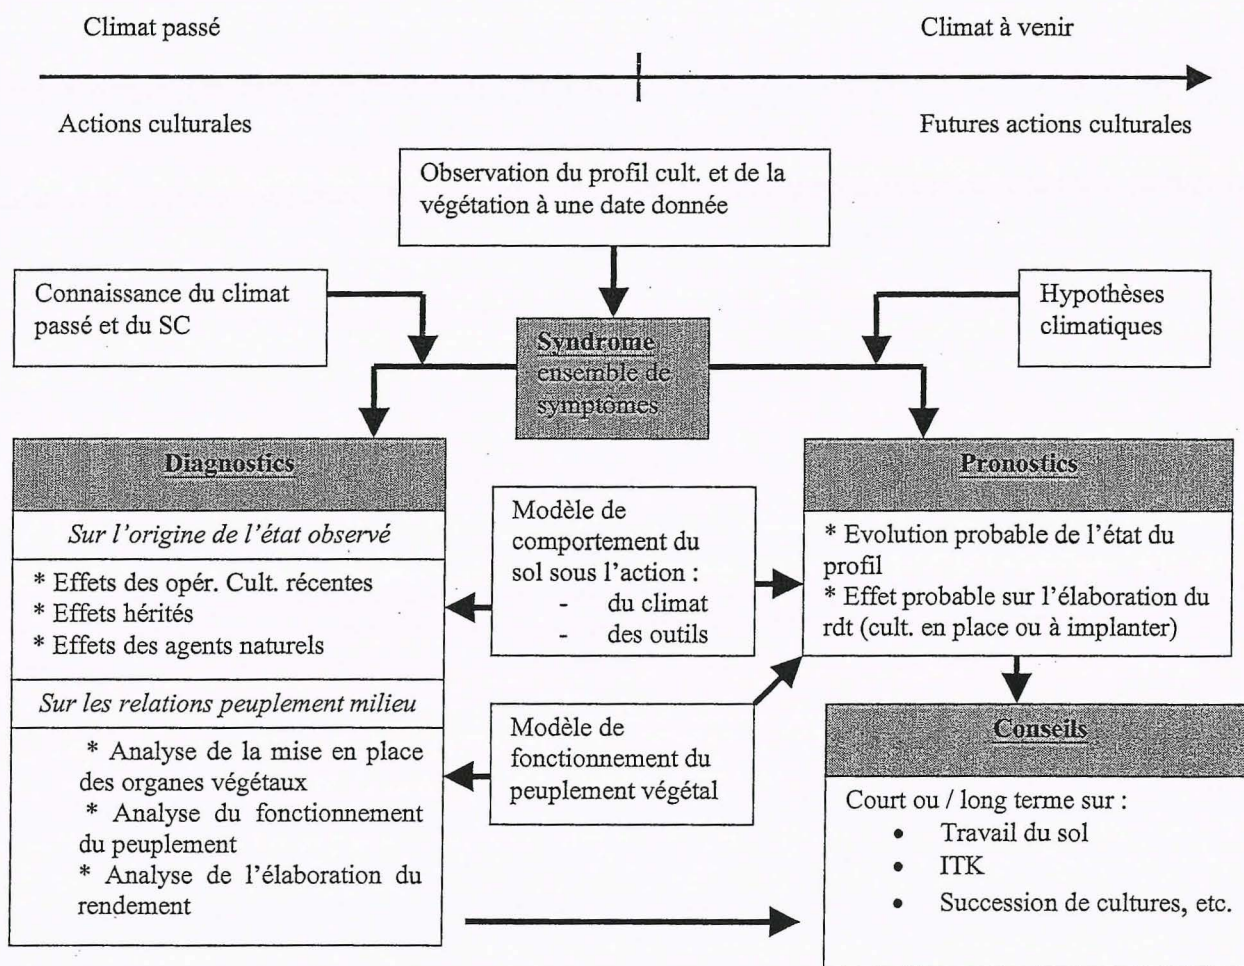 Climat passé
Climat à venir
Actions culturales
Futures actions culturales
Observation du profil cult. et de la
végétation à une date donnée
Connaissance du climat
passé et du SC
Hypothèses
climatiques
Syndrome
ensemble de
symptômes
Diagnostics
Sur l'origine de l'état observé
* Effets des opér. Cult. récentes
* Effets hérités
* Effets des agents naturels
Sur les relations peuplement milieu
* Analyse de la mise en place
des organes végétaux
* Analyse du fonctionnement
du peuplement
* Analyse de l'élaboration du
rendement
Modèle de
comportement du
sol sous l'action :
- du climat
- des outils
Modèle de
fonctionnement du
peuplement végétal
Pronostics
* Evolution probable de l'état du
profil
* Effet probable sur l'élaboration du
rdt (cult. en place ou à implanter)
Conseils
Court ou / long terme sur :
• Travail du sol
• ITK
• Succession de cultures, etc.